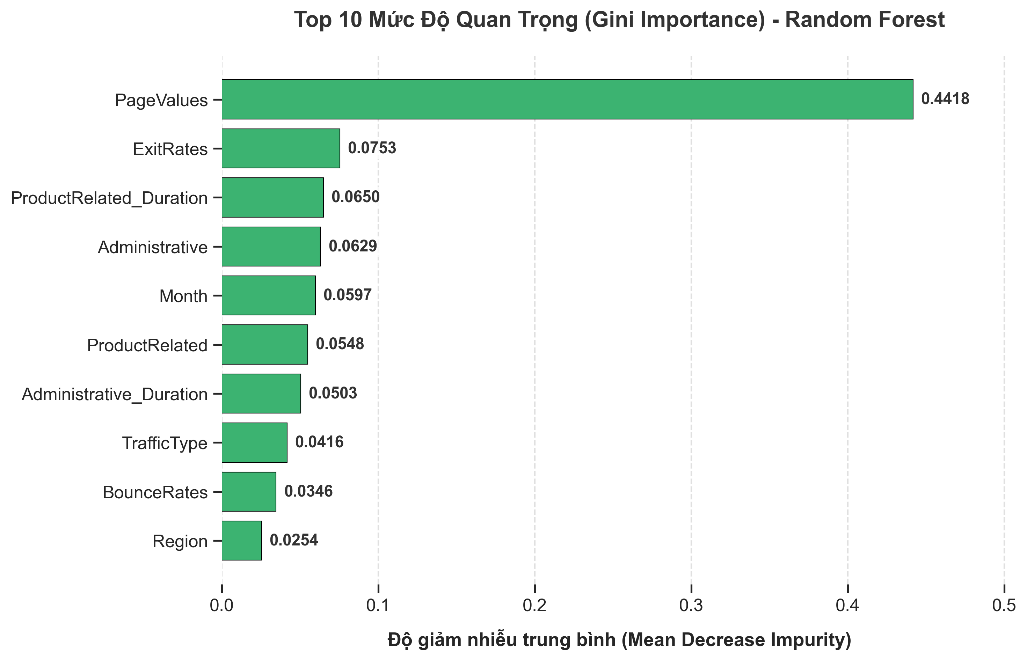 Top 10 Mức Độ Quan Trọng (Gini Importance) - Random Forest
PageValues 0.4418
ExitRates 0.0753
ProductRelated_Duration 0.0650
Administrative 0.0629
Month 0.0597
ProductRelated 0.0548
Administrative_Duration 0.0503
TrafficType 0.0416
BounceRates 0.0346
Region 0.0254
0.0 0.1 0.2 0.3 0.4 0.5
Độ giảm nhiễu trung bình (Mean Decrease Impurity)